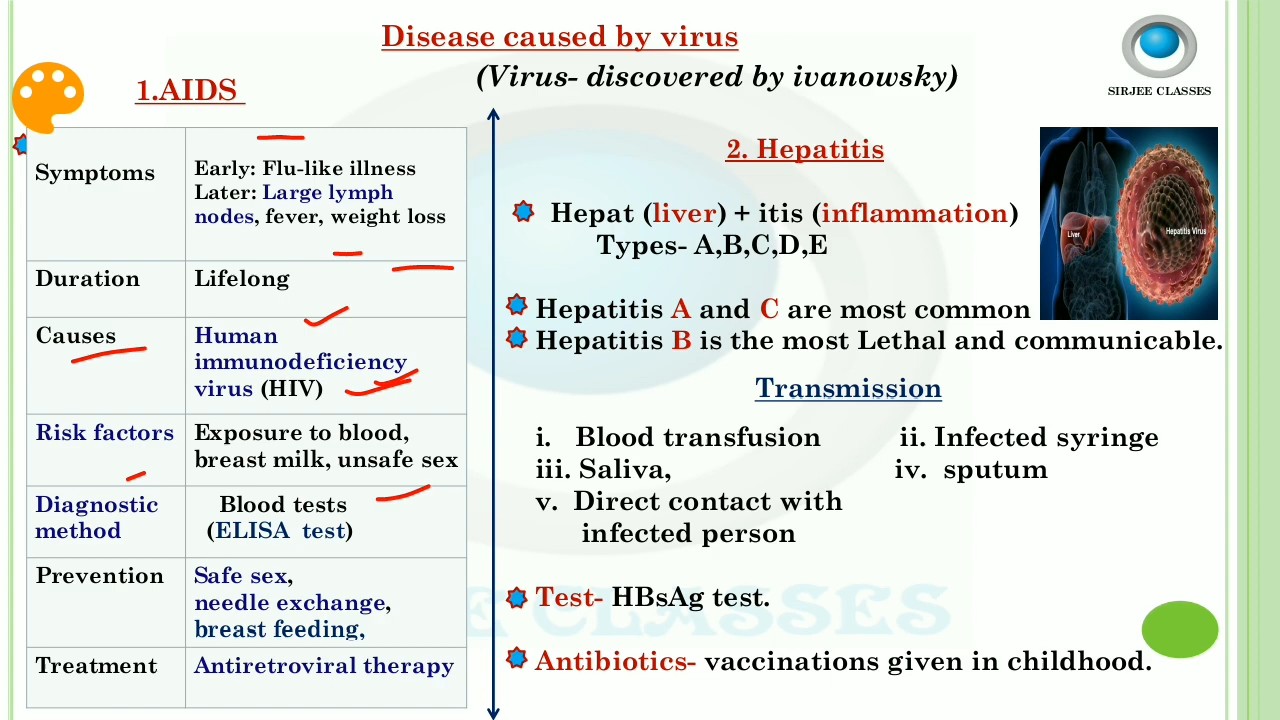 Disease caused by virus
(Virus- discovered by ivanowsky)
SIRJEE CLASSES
1.AIDS
Symptoms
Early: Flu-like illness
Later: Large lymph
nodes, fever, weight loss
Duration
Lifelong
Causes
Human
immunodeficiency
virus (HIV)
Risk factors
Exposure to blood,
breast milk, unsafe sex
Diagnostic
method
Blood tests
(ELISA test)
Prevention
Safe sex,
needle exchange,
breast feeding,
Treatment
Antiretroviral therapy
2. Hepatitis
Hepat (liver) + itis (inflammation)
Types- A,B,C,D,E
Liver
Hepatitis Virus
Hepatitis A and C are most common
Hepatitis B is the most Lethal and communicable.
Transmission
i. Blood transfusion ii. Infected syringe
iii. Saliva, iv. sputum
v. Direct contact with
infected person
Test- HBsAg test.
Antibiotics- vaccinations given in childhood.
E CLASSES